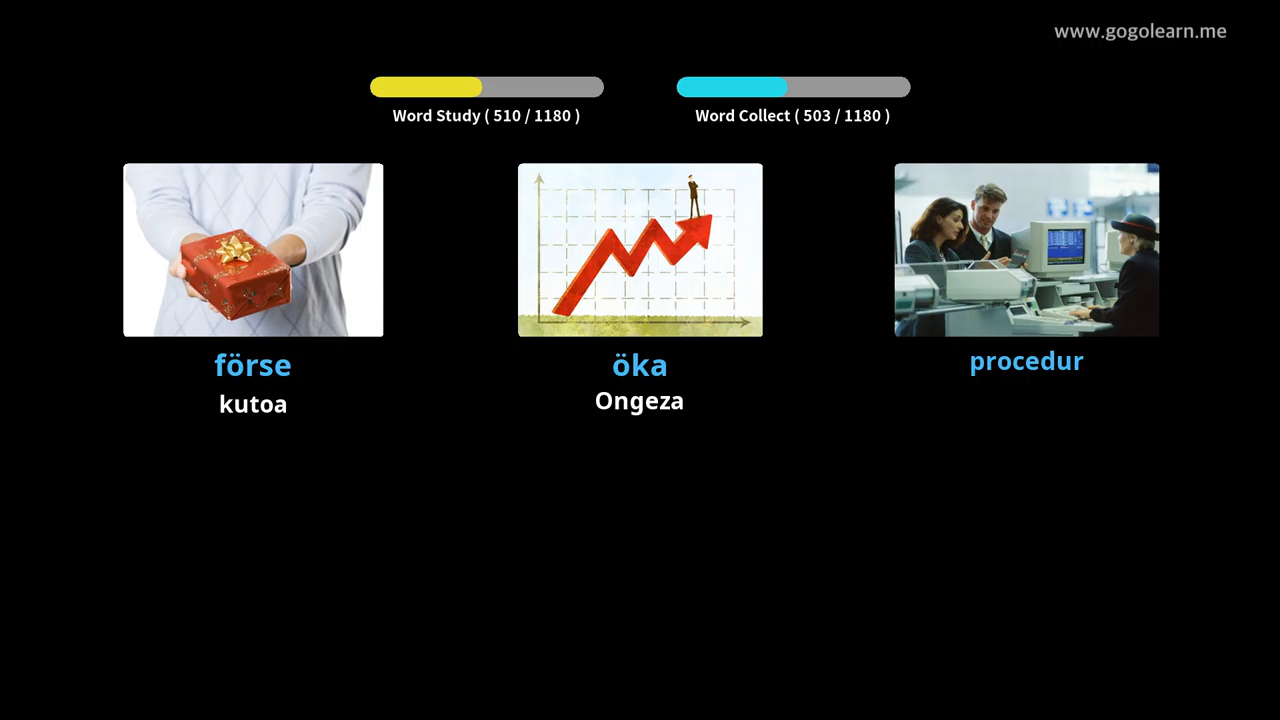 www.gogolearn.me
Word Study ( 510 / 1180 )
Word Collect ( 503 / 1180 )
förse
kutoa
öka
Ongeza
procedur